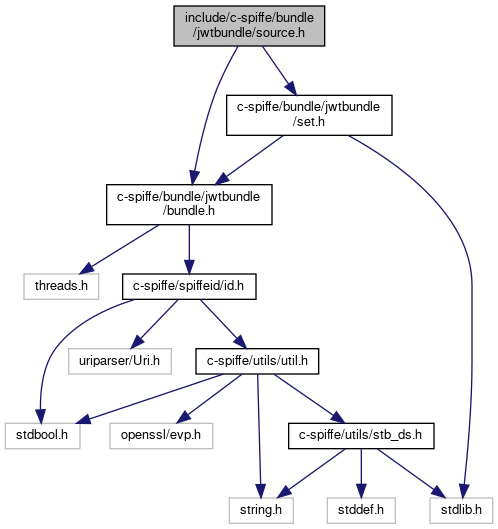 include/c-spiffe/bundle
/jwtbundle/source.h
c-spiffe/bundle/jwtbundle
/set.h
c-spiffe/bundle/jwtbundle
/bundle.h
threads.h
c-spiffe/spiffeid/id.h
uriparser/Uri.h
c-spiffe/utils/util.h
stdbool.h
openssl/evp.h
c-spiffe/utils/stb_ds.h
string.h
stddef.h
stdlib.h